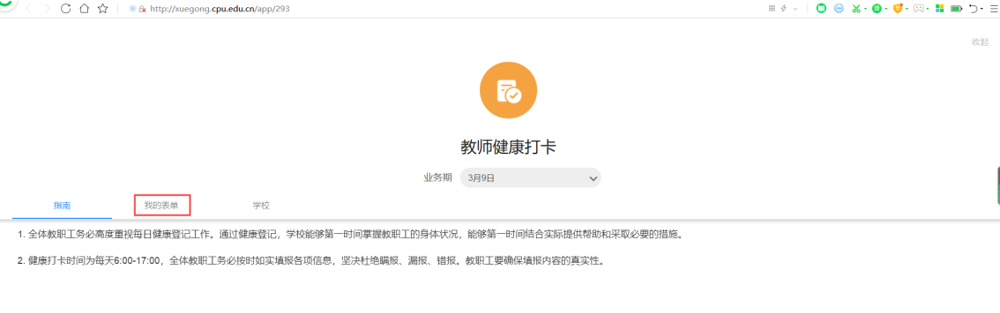 http://xuegong.cpu.edu.cn/app/293
收起
教师健康打卡
业务期 3月9日
指南 我的表单 学校
1. 全体教职工务必高度重视每日健康登记工作。通过健康登记，学校能够第一时间掌握教职工的身体状况，能够第一时间结合实际提供帮助和采取必要的措施。
2. 健康打卡时间为每天6:00-17:00，全体教职工务必按时如实填报各项信息，坚决杜绝瞒报、漏报、错报。教职工要确保填报内容的真实性。